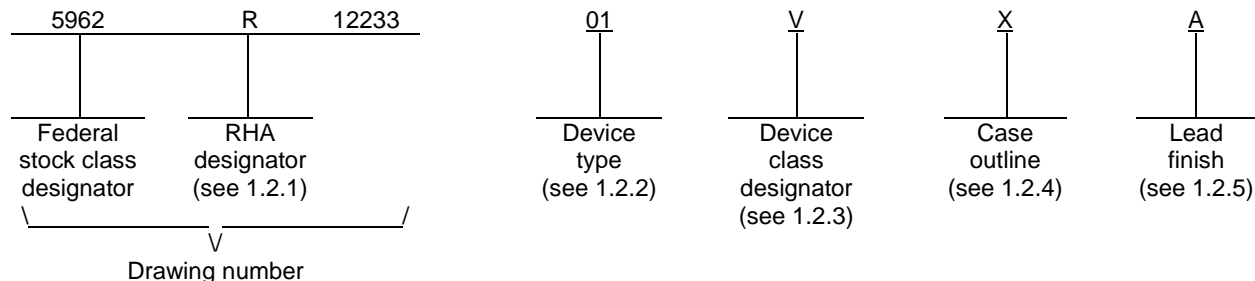 5962 R 12233 01 V X A
Federal RHA Device Device Case Lead
stock class designator type class outline finish
designator (see 1.2.1) (see 1.2.2) designator (see 1.2.4) (see 1.2.5)
(see 1.2.3)
Drawing number